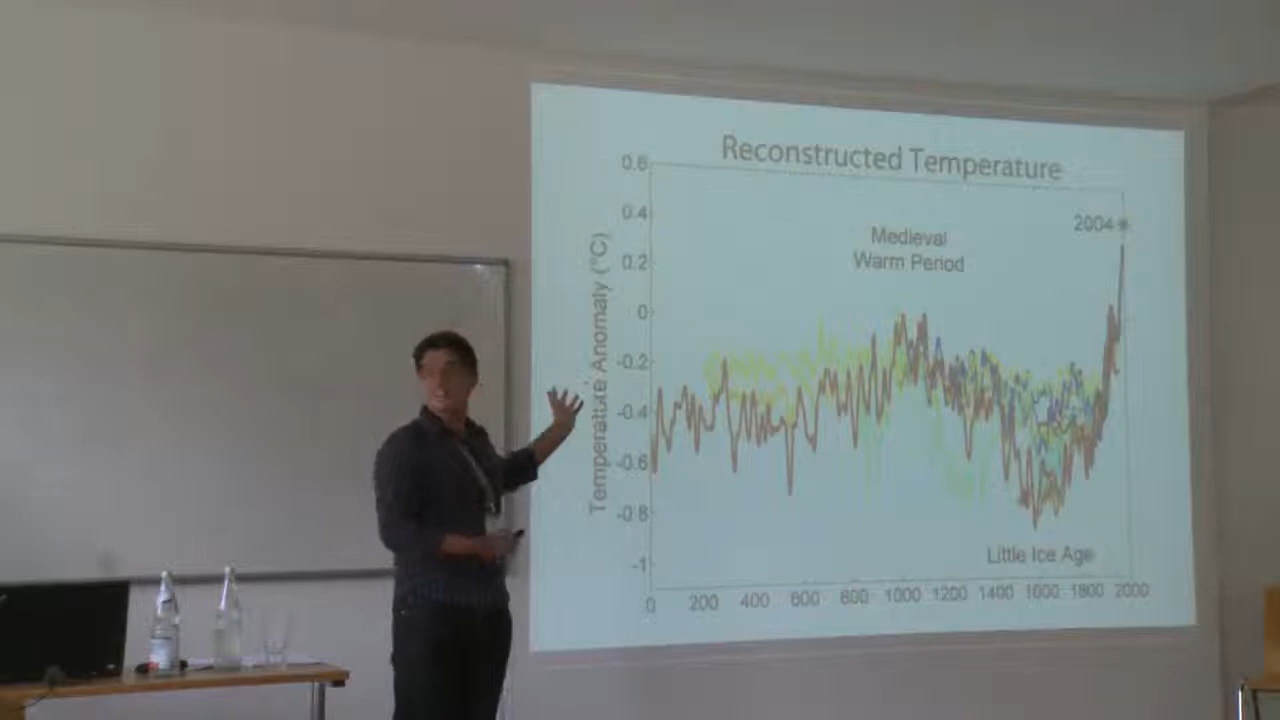 Reconstructed Temperature
0.6
0.4
0.2
0
-0.2
-0.4
-0.6
-0.8
-1
Temperature Anomaly (°C)
2004
Medieval
Warm Period
Little Ice Age
0 200 400 600 800 1000 1200 1400 1600 1800 2000